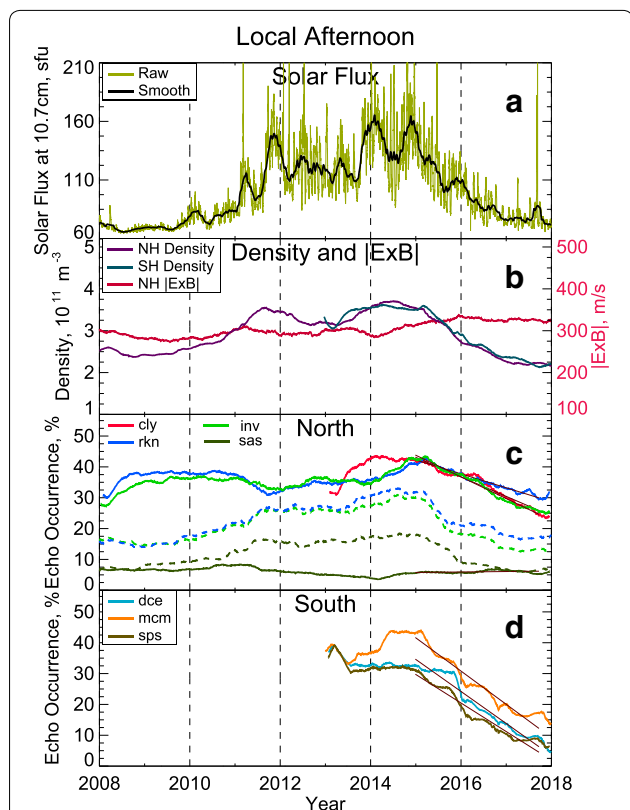 Local Afternoon
Solar Flux
Raw
Smooth
a
Solar Flux at 10.7cm, sfu
210
160
110
60
Density and |ExB|
NH Density
SH Density
NH |ExB|
b
Density, 10^11 m^-3
5
4
3
2
1
500
400
300
200
100
|ExB|, m/s
North
cly
rkn
inv
sas
c
Echo Occurrence, %
50
40
30
20
10
0
South
dce
mcm
sps
d
Echo Occurrence, %
50
40
30
20
10
0
2008 2010 2012 2014 2016 2018
Year